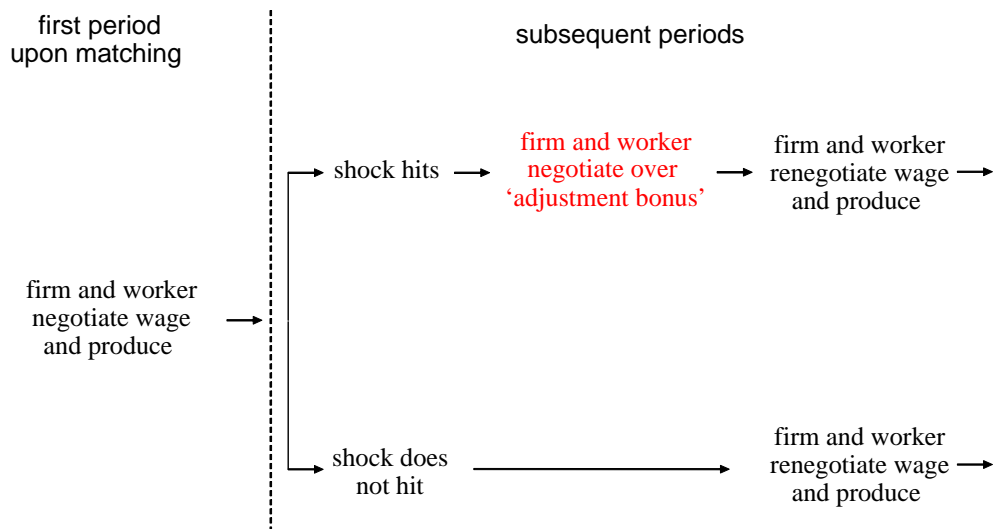 first period
upon matching
subsequent periods
shock hits
firm and worker
negotiate over
‘adjustment bonus’
firm and worker
renegotiate wage
and produce
firm and worker
negotiate wage
and produce
shock does
not hit
firm and worker
renegotiate wage
and produce